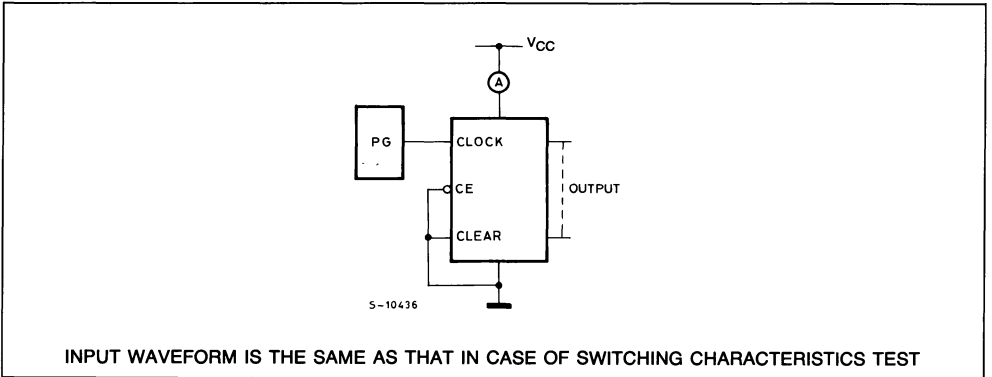 VCC
A
PG
CLOCK
CE
OUTPUT
CLEAR
S-10436
INPUT WAVEFORM IS THE SAME AS THAT IN CASE OF SWITCHING CHARACTERISTICS TEST